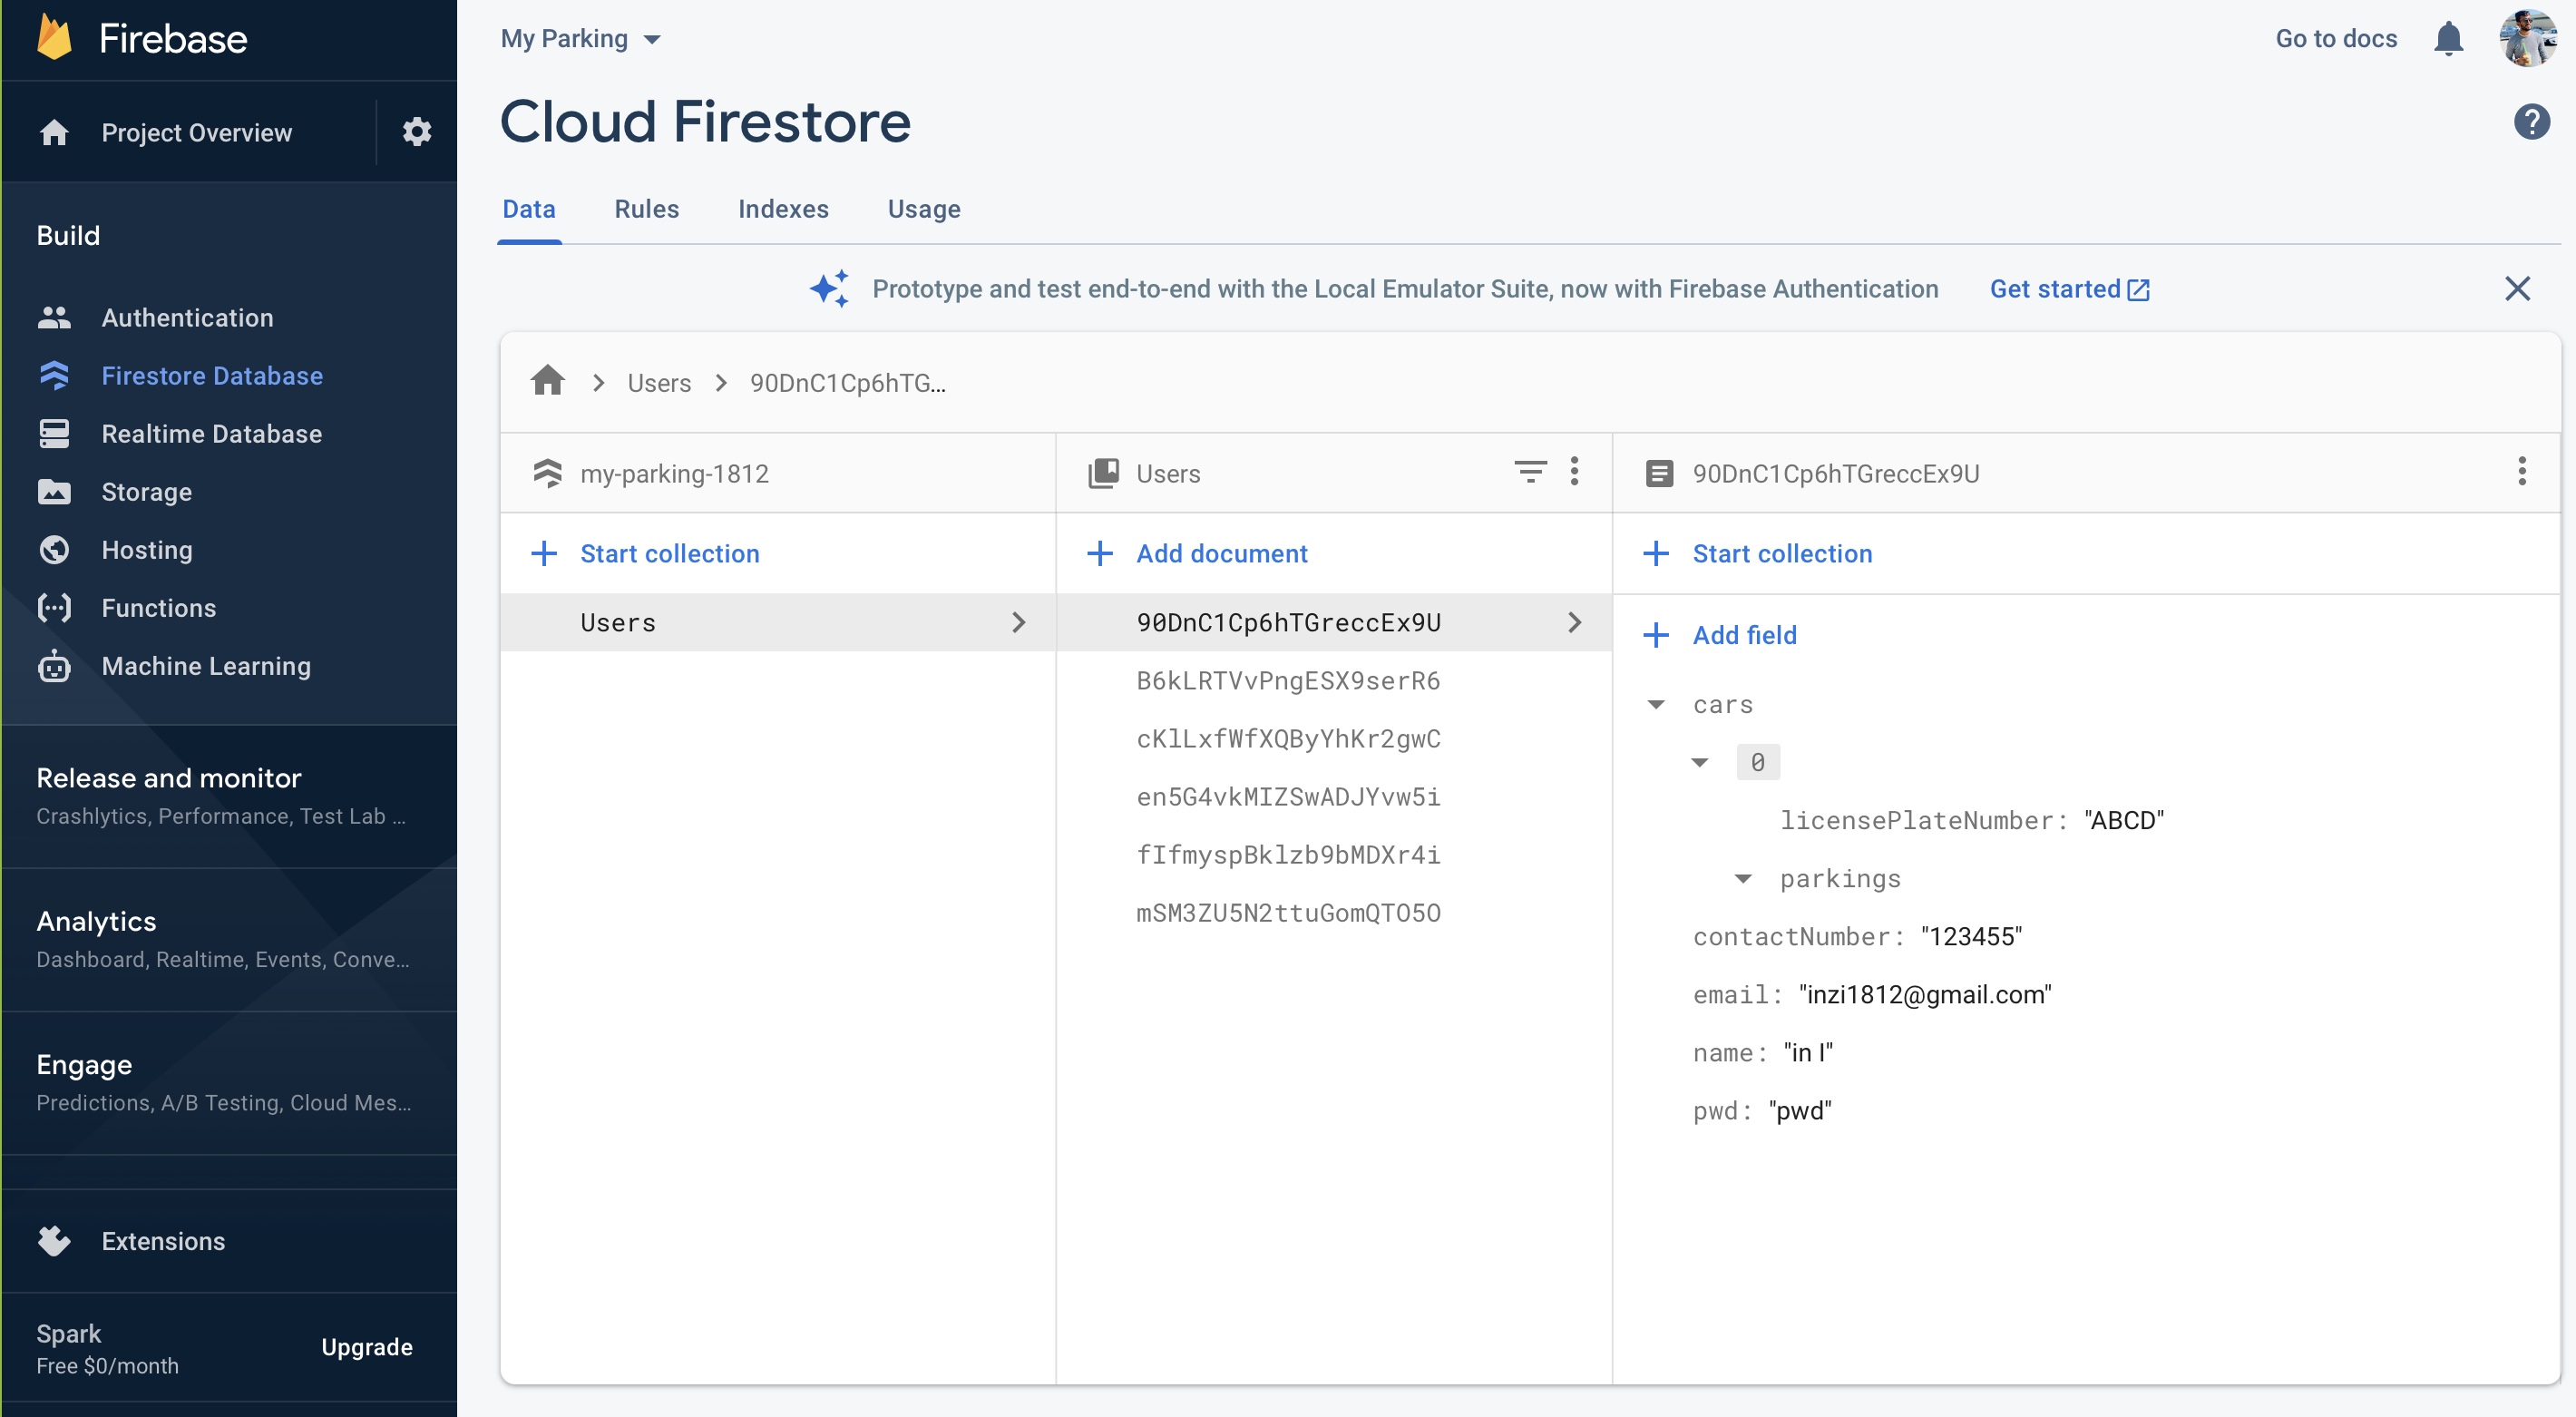 Firebase
Project Overview
Build
Authentication
Firestore Database
Realtime Database
Storage
Hosting
Functions
Machine Learning
Release and monitor
Crashlytics, Performance, Test Lab ...
Analytics
Dashboard, Realtime, Events, Conve...
Engage
Predictions, A/B Testing, Cloud Mes...
Extensions
Spark
Free $0/month
Upgrade
My Parking
Go to docs
Cloud Firestore
?
Data Rules Indexes Usage
Prototype and test end-to-end with the Local Emulator Suite, now with Firebase Authentication Get started
Users 90DnC1Cp6hTG...
my-parking-1812
Start collection
Users
Users
Add document
90DnC1Cp6hTGreccEx9U
B6kLRTVvPngESX9serR6
cKlLxfWfXQByYhKr2gwC
en5G4vkMIZSwADJYvw5i
fIfmyspBklzb9bMDXr4i
mSM3ZU5N2ttuGomQTO5O
90DnC1Cp6hTGreccEx9U
Start collection
Add field
cars
0
licensePlateNumber: "ABCD"
parkings
contactNumber: "123455"
email: "inzi1812@gmail.com"
name: "in I"
pwd: "pwd"